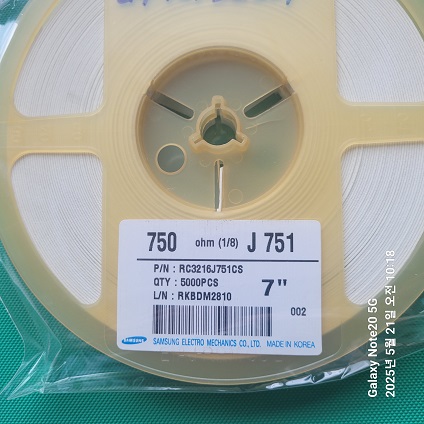 750 ohm (1/8) J 751
P/N : RC3216J751CS
QTY : 5000PCS
L/N : RKBDM2810
7"
002
SAMSUNG
SAMSUNG ELECTRO MECHANICS CO.,LTD. MADE IN KOREA
Galaxy Note20 5G
2025년 5월 21일 오전 10:18